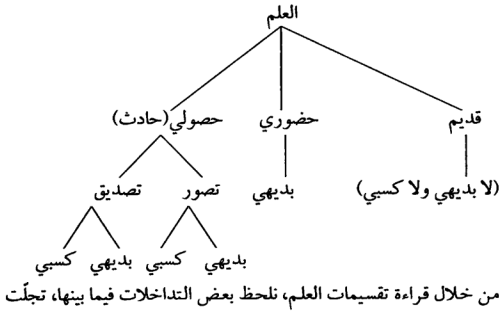 العلم
قديم حضوري حصولي(حادث)
(لا بديهي ولا كسبي) بديهي تصور تصديق
بديهي كسبي بديهي كسبي
من خلال قراءة تقسيمات العلم، نلحظ بعض التداخلات فيما بينها، تجلّت